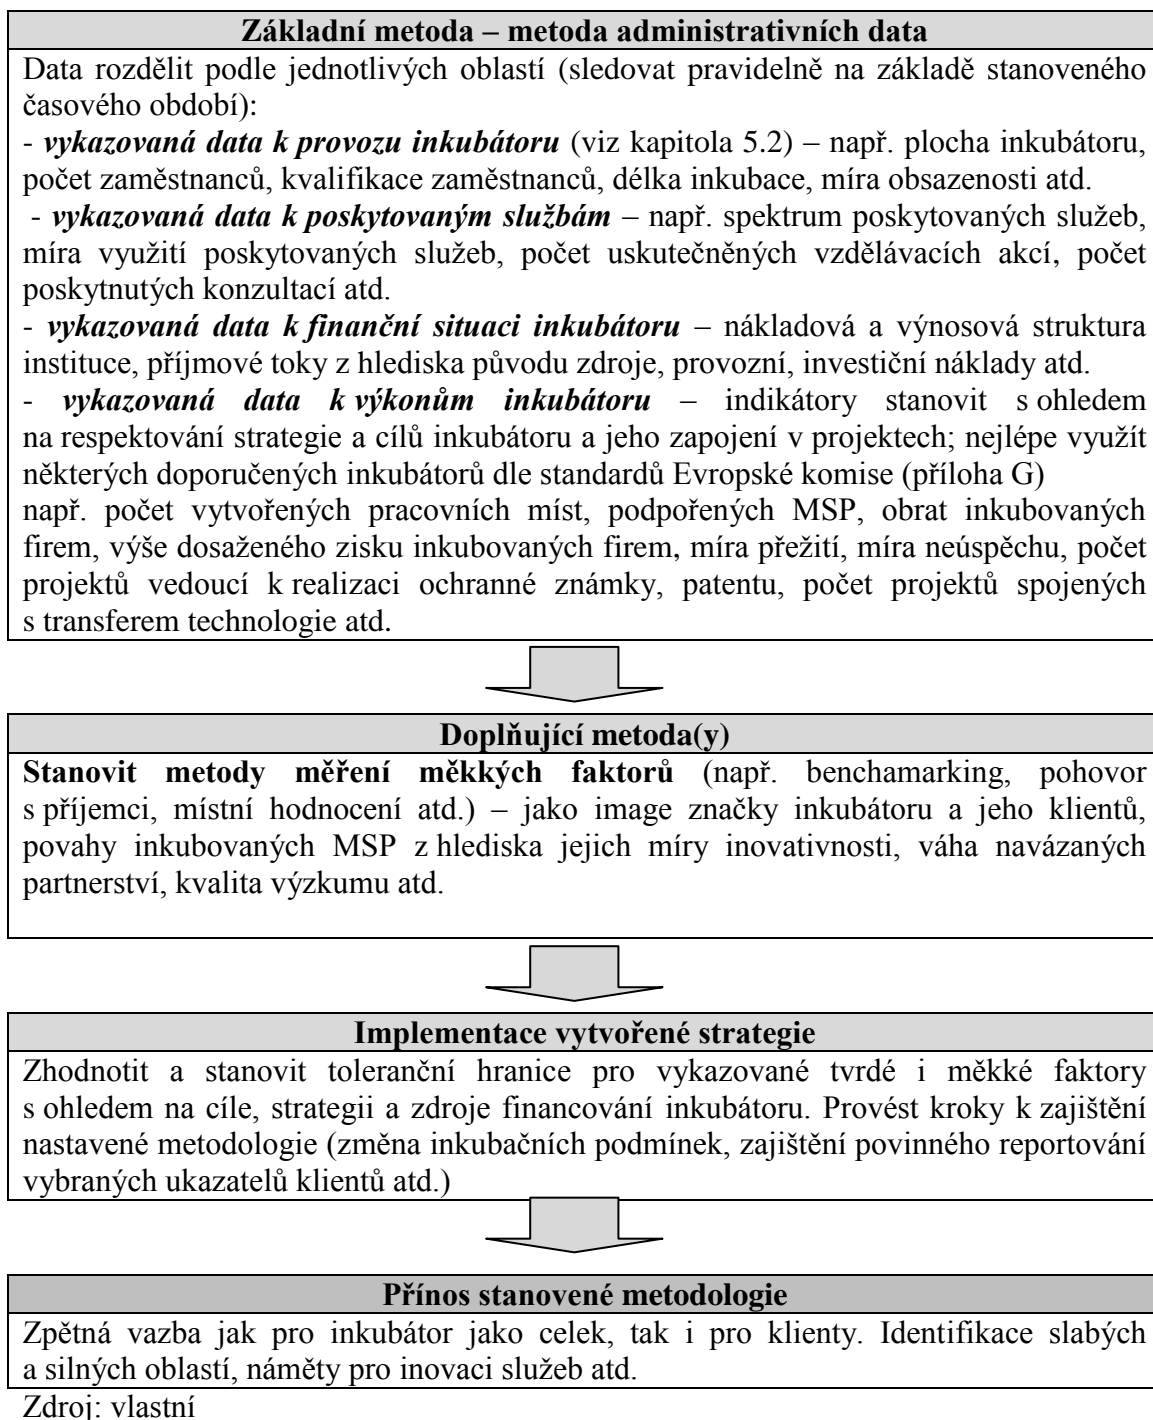 Základní metoda – metoda administrativních data
Data rozdělit podle jednotlivých oblastí (sledovat pravidelně na základě stanoveného
časového období):
- vykazovaná data k provozu inkubátoru (viz kapitola 5.2) – např. plocha inkubátoru,
počet zaměstnanců, kvalifikace zaměstnanců, délka inkubace, míra obsazenosti atd.
- vykazovaná data k poskytovaným službám – např. spektrum poskytovaných služeb,
míra využití poskytovaných služeb, počet uskutečněných vzdělávacích akcí, počet
poskytnutých konzultací atd.
- vykazovaná data k finanční situaci inkubátoru – nákladová a výnosová struktura
instituce, příjmové toky z hlediska původu zdroje, provozní, investiční náklady atd.
- vykazovaná data k výkonům inkubátoru – indikátory stanovit s ohledem
na respektování strategie a cílů inkubátoru a jeho zapojení v projektech; nejlépe využít
některých doporučených inkubátorů dle standardů Evropské komise (příloha G)
např. počet vytvořených pracovních míst, podpořených MSP, obrat inkubovaných
firem, výše dosaženého zisku inkubovaných firem, míra přežití, míra neúspěchu, počet
projektů vedoucí k realizaci ochranné známky, patentu, počet projektů spojených
s transferem technologie atd.
Doplňující metoda(y)
Stanovit metody měření měkkých faktorů (např. benchamarking, pohovor
s příjemci, místní hodnocení atd.) – jako image značky inkubátoru a jeho klientů,
povahy inkubovaných MSP z hlediska jejich míry inovativnosti, váha navázaných
partnerství, kvalita výzkumu atd.
Implementace vytvořené strategie
Zhodnotit a stanovit toleranční hranice pro vykazované tvrdé i měkké faktory
s ohledem na cíle, strategii a zdroje financování inkubátoru. Provést kroky k zajištění
nastavené metodologie (změna inkubačních podmínek, zajištění povinného reportování
vybraných ukazatelů klientů atd.)
Přínos stanovené metodologie
Zpětná vazba jak pro inkubátor jako celek, tak i pro klienty. Identifikace slabých
a silných oblastí, náměty pro inovaci služeb atd.
Zdroj: vlastní